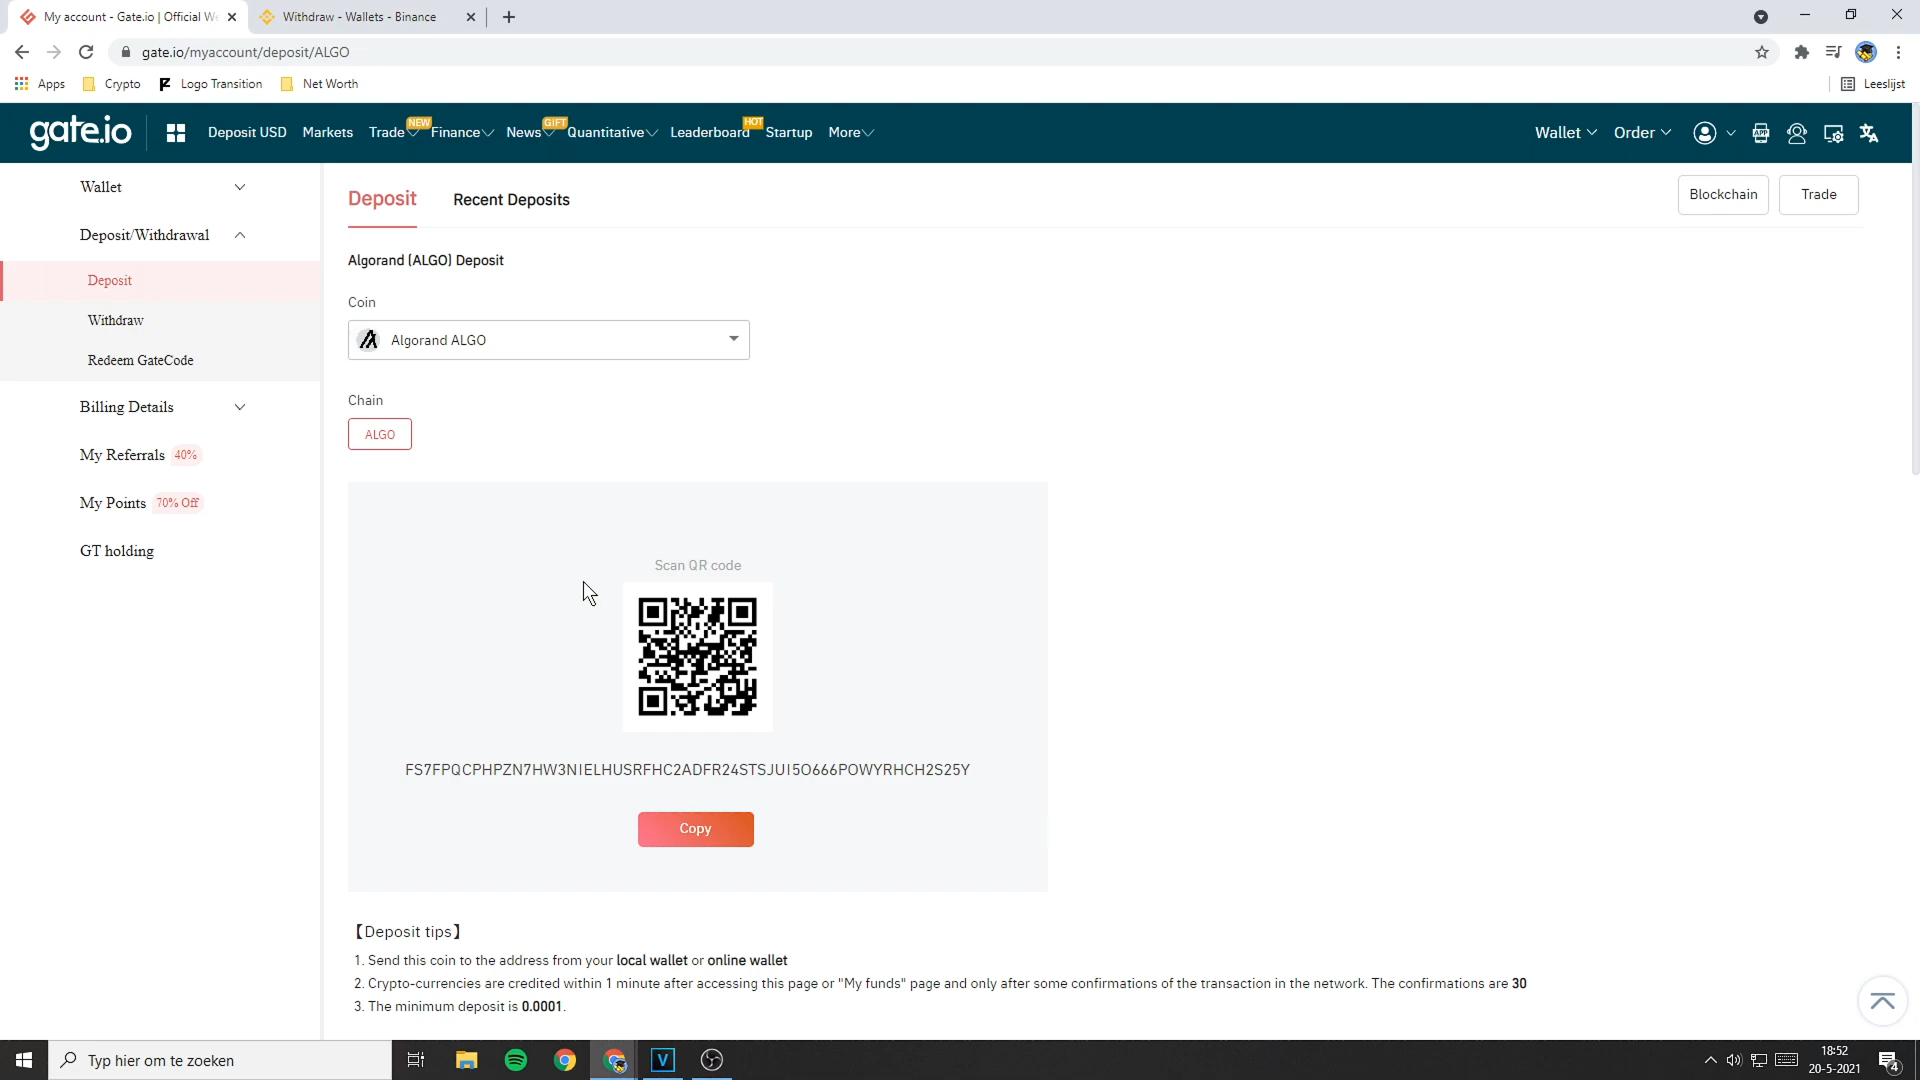 My account - Gate.io | Official We
Withdraw - Wallets - Binance
gate.io/myaccount/deposit/ALGO
Apps
Crypto
Logo Transition
Net Worth
Leeslijst
gate.io
Deposit USD
Markets
Trade
NEW
Finance
News
GIFT
Quantitative
Leaderboard
HOT
Startup
More
Wallet
Order
APP
Wallet
Deposit/Withdrawal
Deposit
Withdraw
Redeem GateCode
Billing Details
My Referrals 40%
My Points 70% Off
GT holding
Deposit
Recent Deposits
Blockchain
Trade
Algorand (ALGO) Deposit
Coin
Algorand ALGO
Chain
ALGO
Scan QR code
FS7FPQCPHPZN7HW3NIELHUSRFHC2ADFR24STSJUI5O666POWYRHCH2S25Y
Copy
【Deposit tips】
1. Send this coin to the address from your local wallet or online wallet
2. Crypto-currencies are credited within 1 minute after accessing this page or "My funds" page and only after some confirmations of the transaction in the network. The confirmations are 30
3. The minimum deposit is 0.0001.
Typ hier om te zoeken
V
18:52
20-5-2021
4